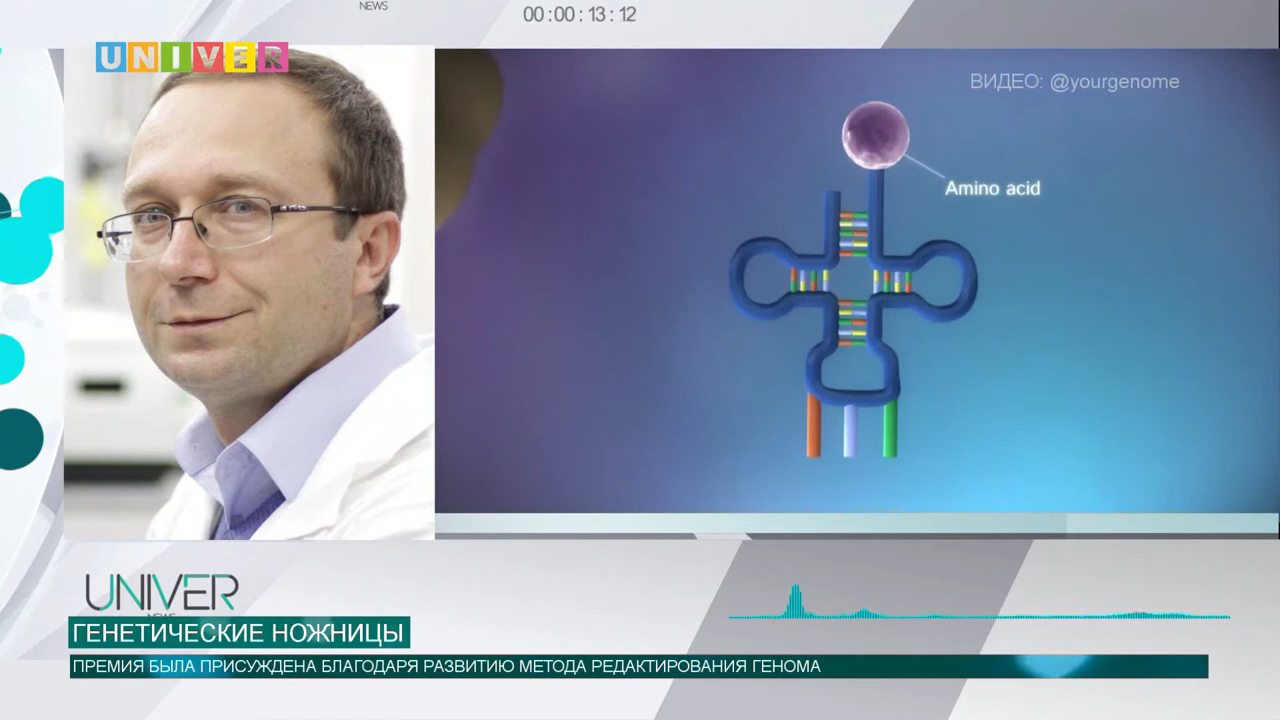 NEWS
00:00:13:12
UNIVER
ВИДЕО: @yourgenome
Amino acid
UNIVER
NEWS
ГЕНЕТИЧЕСКИЕ НОЖНИЦЫ
ПРЕМИЯ БЫЛА ПРИСУЖДЕНА БЛАГОДАРЯ РАЗВИТИЮ МЕТОДА РЕДАКТИРОВАНИЯ ГЕНОМА